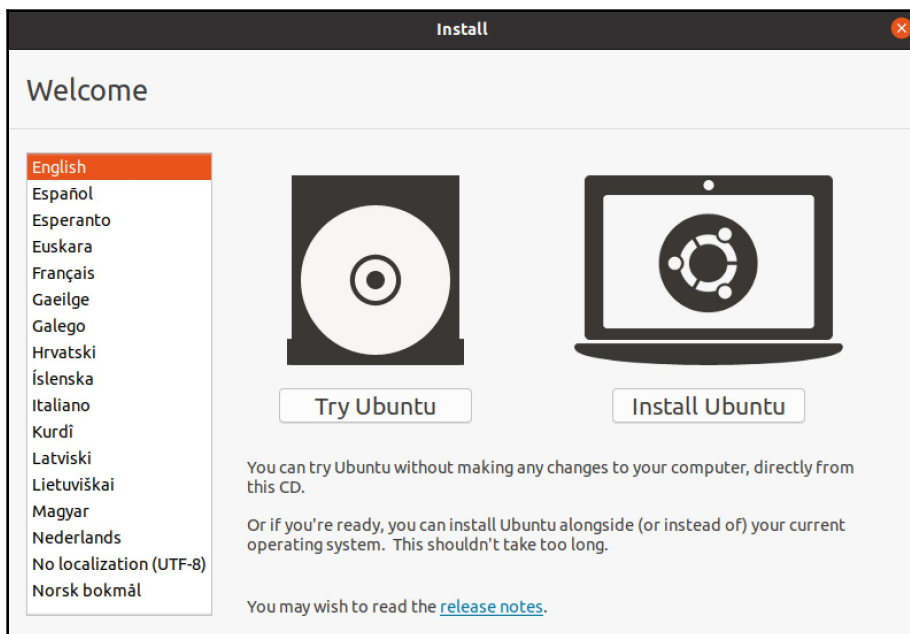 Install
Welcome
English
Español
Esperanto
Euskara
Français
Gaeilge
Galego
Hrvatski
Íslenska
Italiano
Kurdî
Latviski
Lietuviškai
Magyar
Nederlands
No localization (UTF-8)
Norsk bokmål
Try Ubuntu
Install Ubuntu
You can try Ubuntu without making any changes to your computer, directly from
this CD.
Or if you're ready, you can install Ubuntu alongside (or instead of) your current
operating system. This shouldn't take too long.
You may wish to read the release notes.